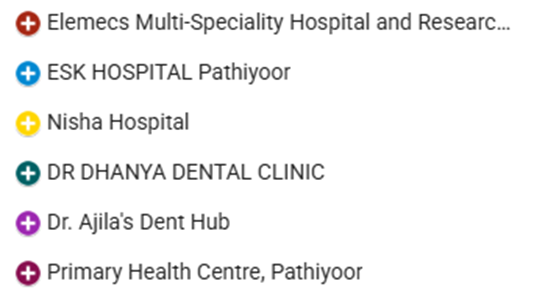 Elemecs Multi-Speciality Hospital and Researc...
ESK HOSPITAL Pathiyoor
Nisha Hospital
DR DHANYA DENTAL CLINIC
Dr. Ajila's Dent Hub
Primary Health Centre, Pathiyoor